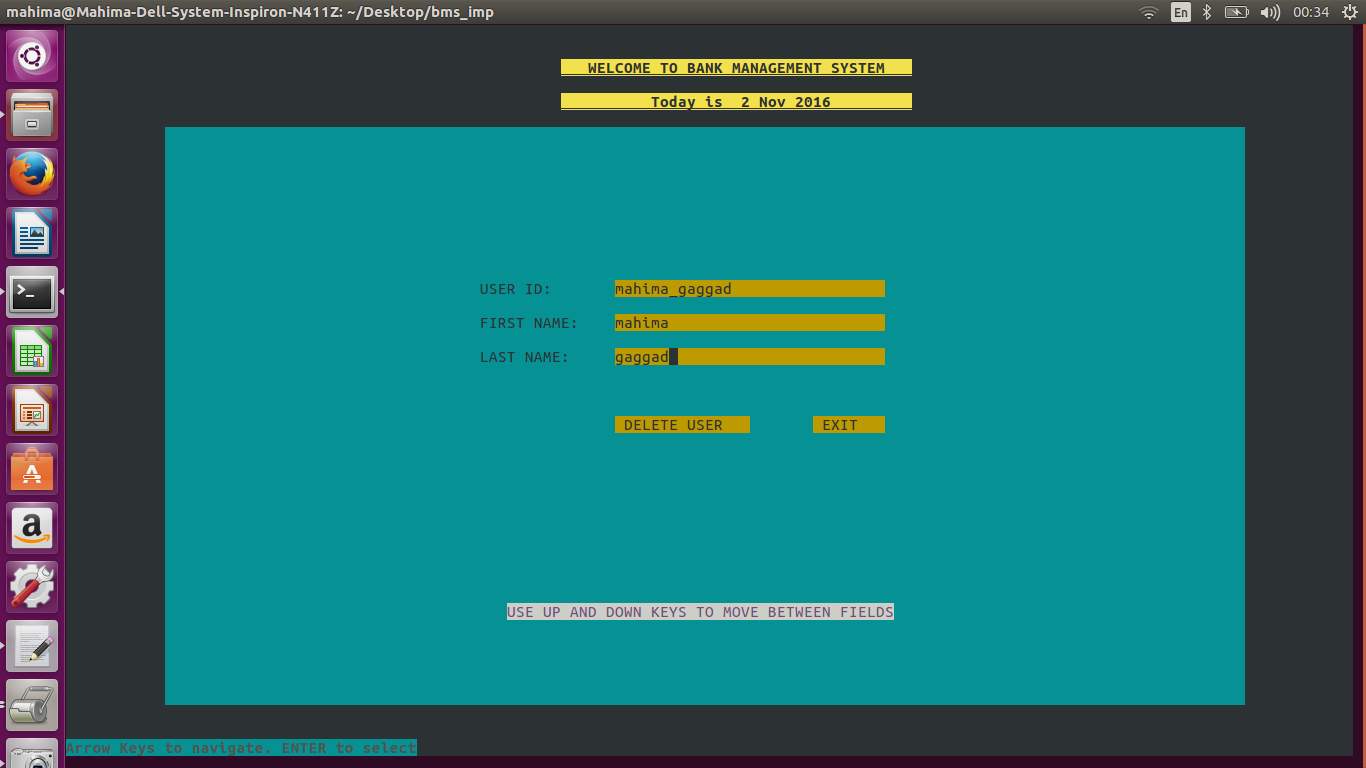 mahima@Mahima-Dell-System-Inspiron-N411Z: ~/Desktop/bms_imp
En
00:34
WELCOME TO BANK MANAGEMENT SYSTEM
Today is  2 Nov 2016
USER ID: mahima_gaggad
FIRST NAME: mahima
LAST NAME: gaggad
DELETE USER EXIT
USE UP AND DOWN KEYS TO MOVE BETWEEN FIELDS
Arrow Keys to navigate. ENTER to select